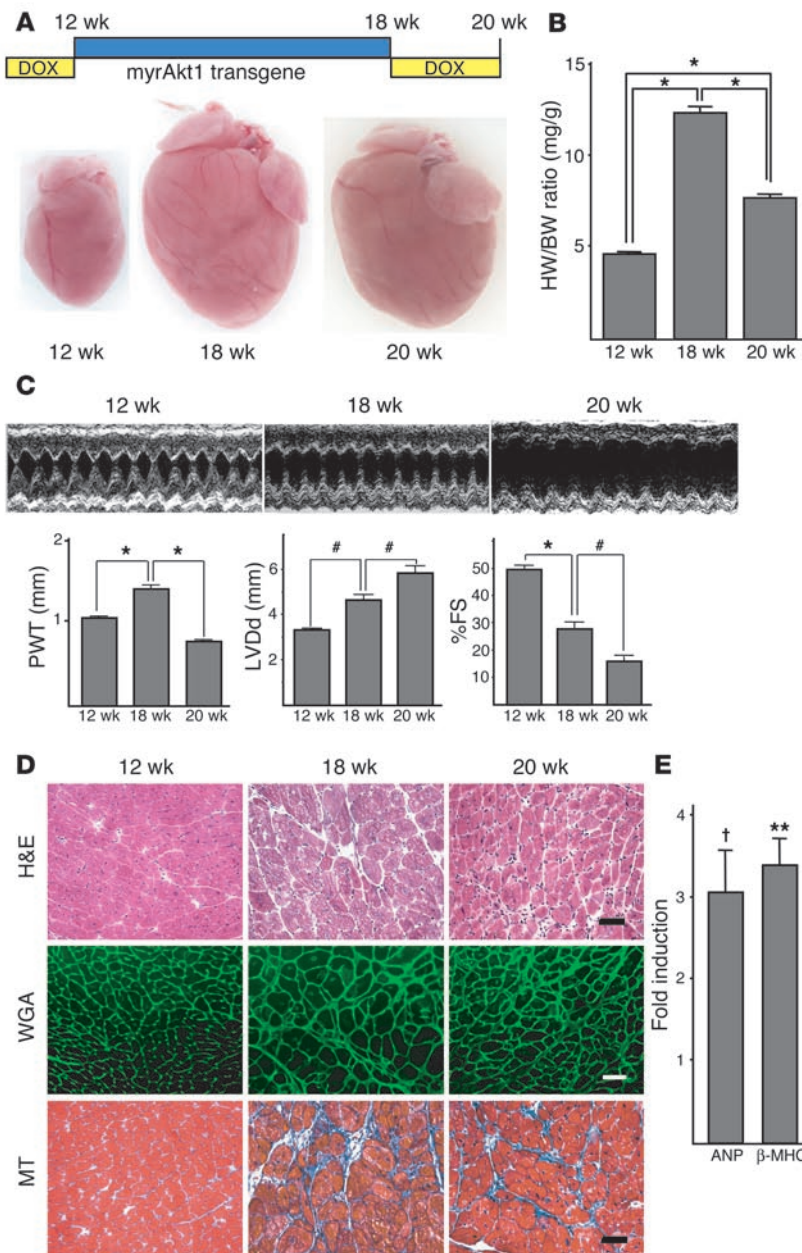 A
12 wk
18 wk
20 wk
DOX
myrAkt1 transgene
DOX
12 wk
18 wk
20 wk
B
HW/BW ratio (mg/g)
15
10
5
*
*
*
12 wk
18 wk
20 wk
C
12 wk
18 wk
20 wk
PWT (mm)
2
1
*
*
12 wk
18 wk
20 wk
LVDd (mm)
6
4
2
#
#
12 wk
18 wk
20 wk
%FS
50
40
30
20
10
*
#
12 wk
18 wk
20 wk
D
12 wk
18 wk
20 wk
H&E
WGA
MT
E
Fold induction
4
3
2
1
†
**
ANP
β-MHC